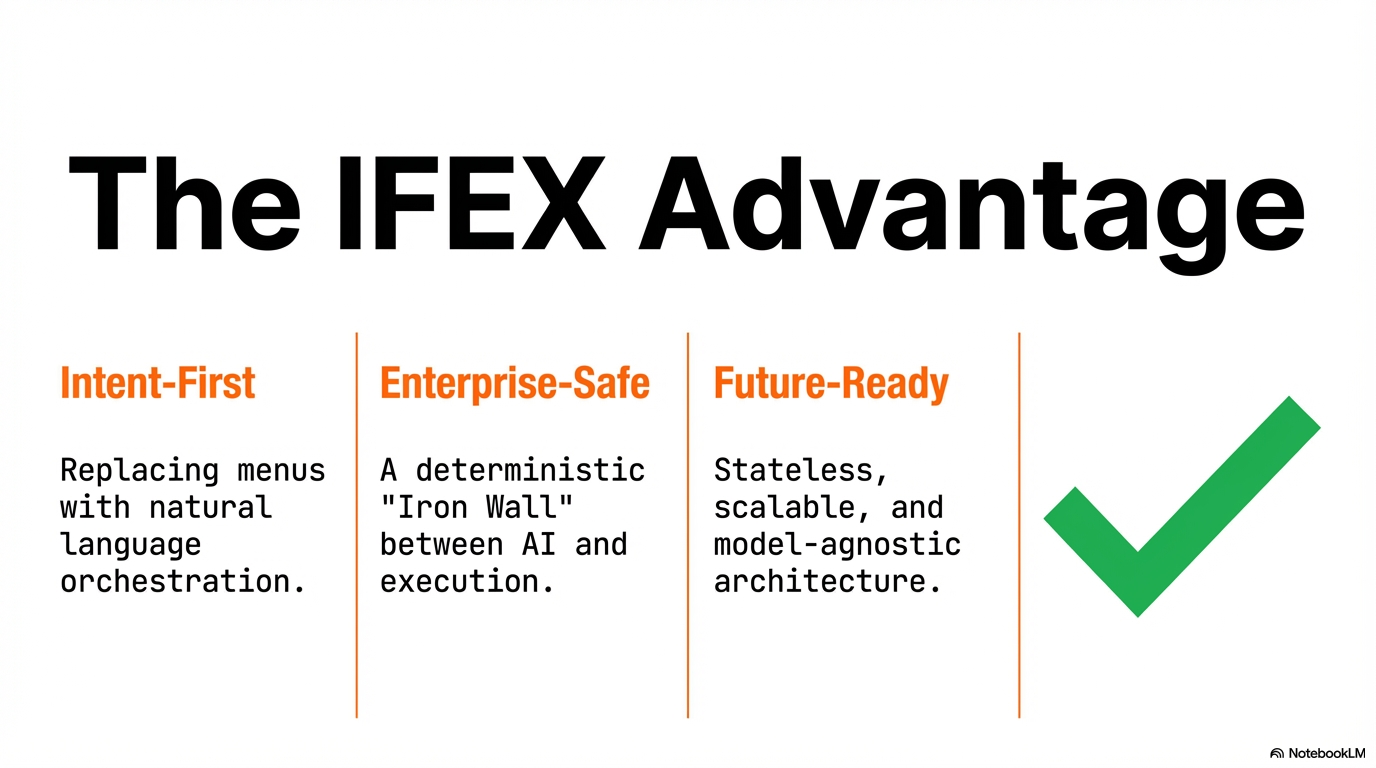 The IFEX Advantage
Intent-First
Replacing menus
with natural
language
orchestration.
Enterprise-Safe
A deterministic
"Iron Wall"
between AI and
execution.
Future-Ready
Stateless,
scalable, and
model-agnostic
architecture.
NotebookLM